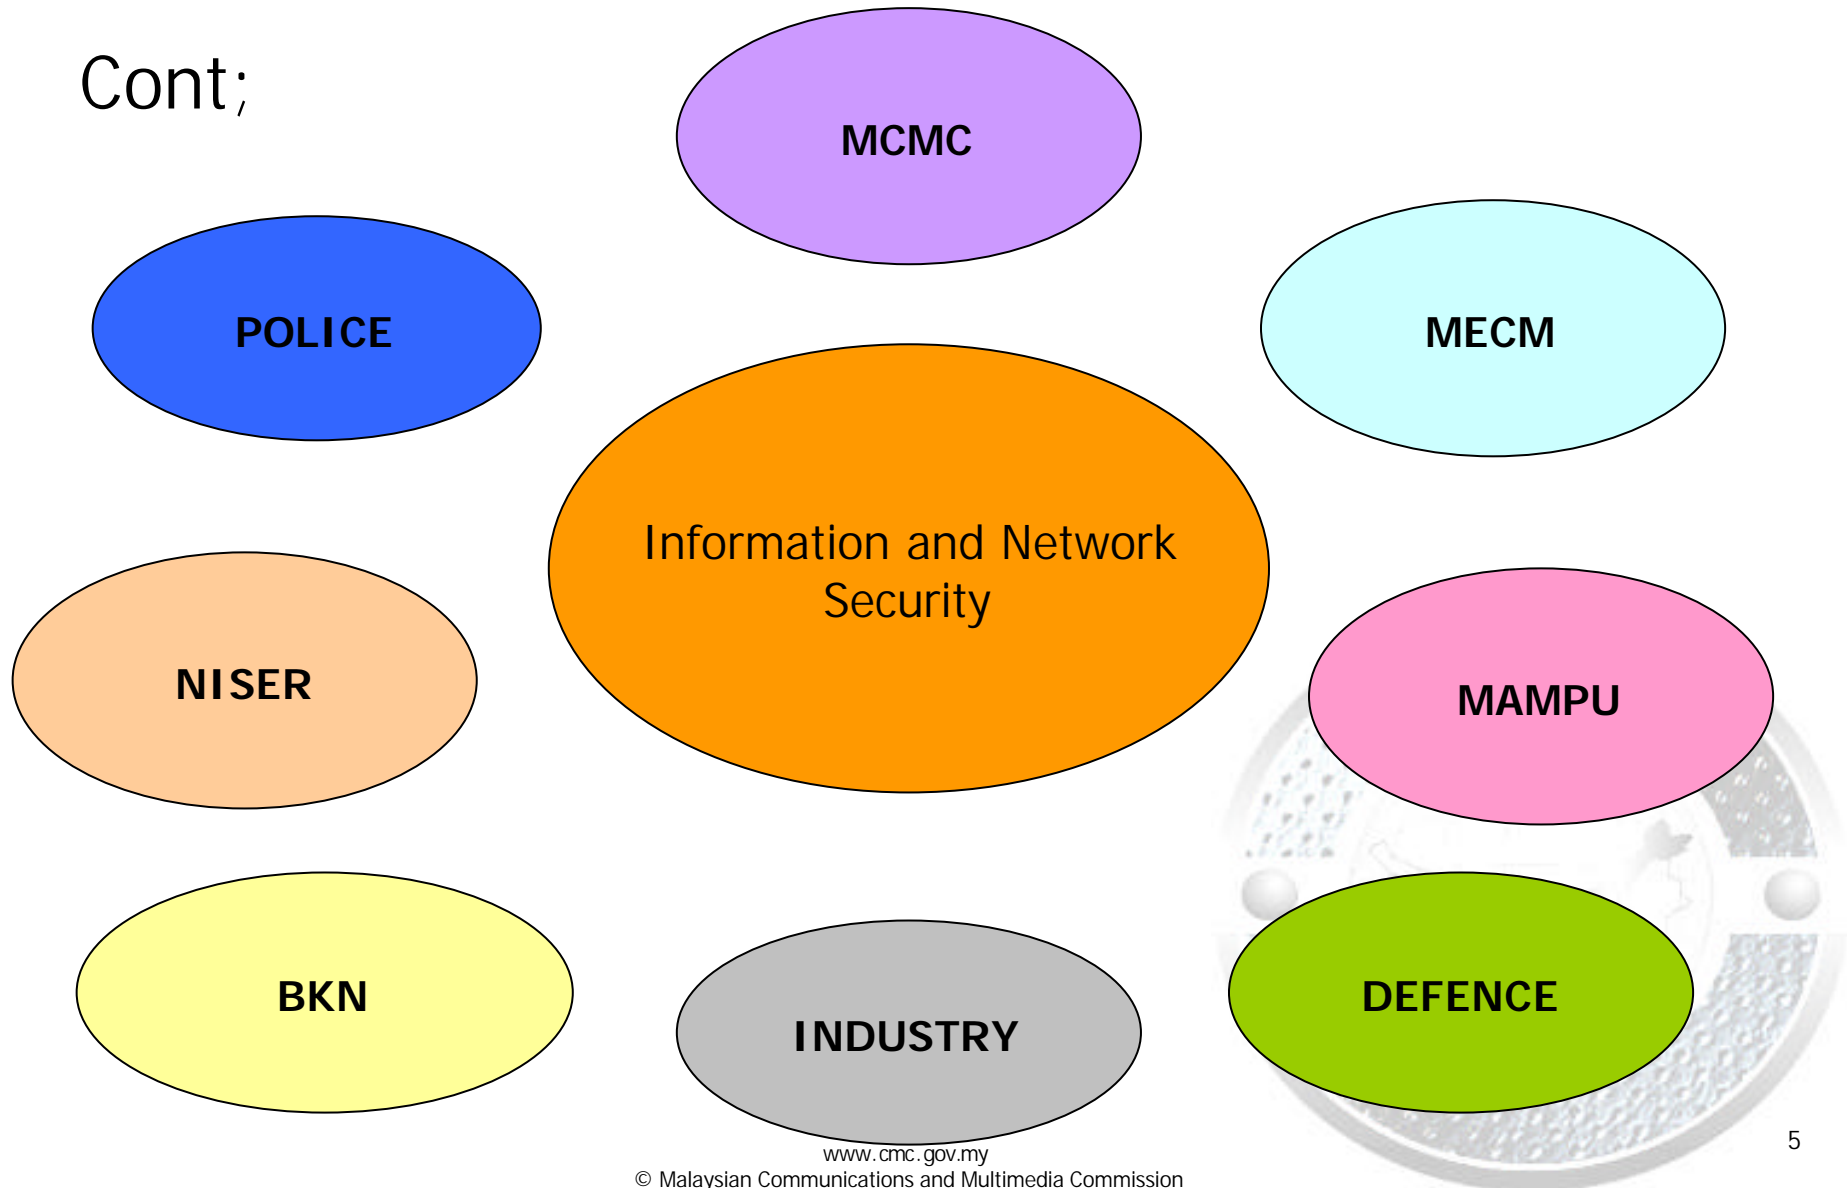 Cont;
MCMC
POLICE
MECM
Information and Network
Security
NISER
MAMPU
BKN
DEFENCE
INDUSTRY
www.cmc.gov.my
© Malaysian Communications and Multimedia Commission
5